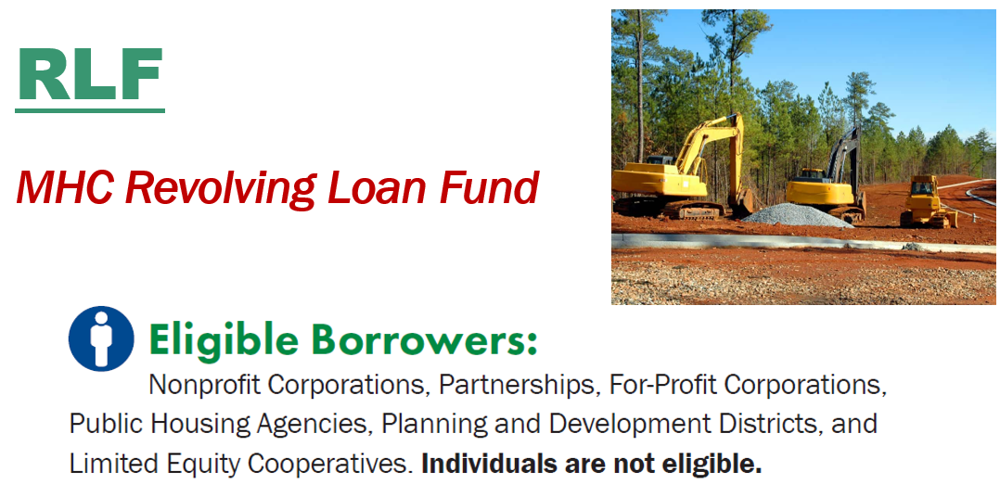 RLF
MHC Revolving Loan Fund
Eligible Borrowers:
Nonprofit Corporations, Partnerships, For-Profit Corporations,
Public Housing Agencies, Planning and Development Districts, and
Limited Equity Cooperatives. Individuals are not eligible.